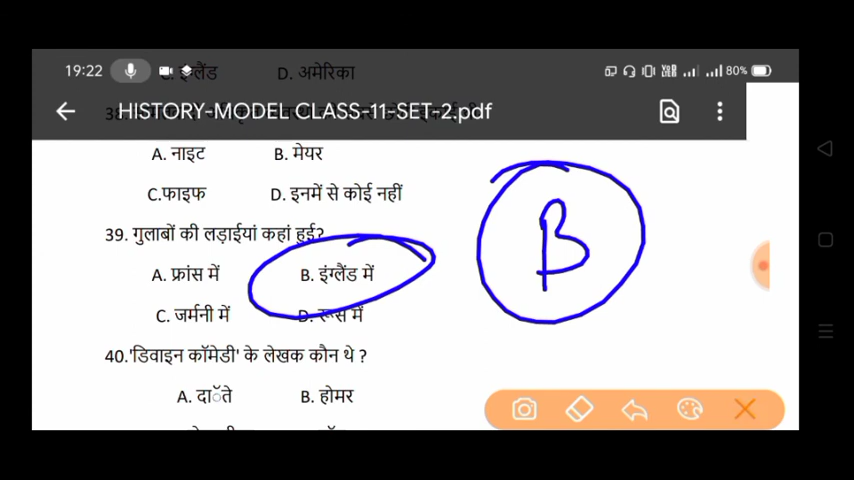 19:22 80%
C. इंग्लैंड D. अमेरिका
HISTORY-MODEL CLASS-11 SET-2.pdf
A. नाइट B. मेयर
C.फाइफ D. इनमें से कोई नहीं
39. गुलाबों की लड़ाईयां कहां हुई?
A. फ्रांस में B. इंग्लैंड में
C. जर्मनी में D. रूस में
B
40.'डिवाइन कॉमेडी' के लेखक कौन थे ?
A. दाॅते B. होमर